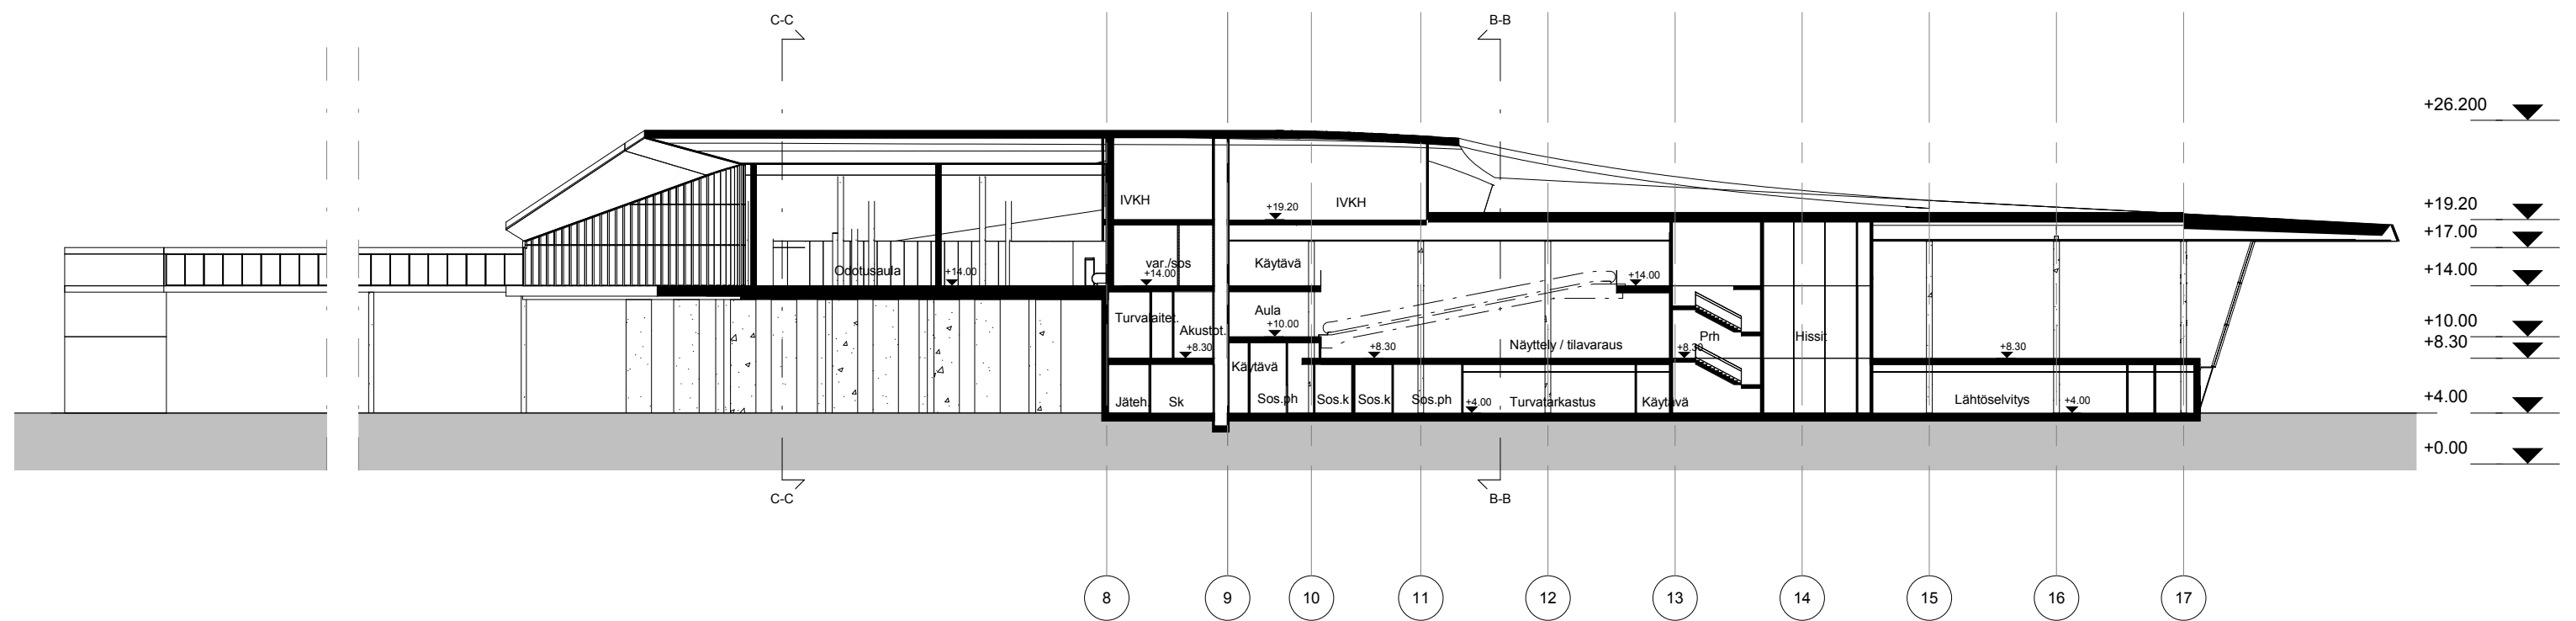 C-C
B-B
+26.200
IVKH
IVKH
+19.20
+19.20
+17.00
Odotusaula
+14.00
var./sos
+14.00
Käytävä
+14.00
+14.00
Turvalaitet.
Akustot.
+8.30
Aula
+10.00
+8.30
Näyttely / tilavaraus
+8.30
Prh
Hissit
+8.30
+10.00
+8.30
Käytävä
Jäteh.
Sk
Sos.ph
Sos.k
Sos.k
Sos.ph
+4.00
Turvatarkastus
Käytävä
Lähtöselvitys
+4.00
+4.00
+0.00
C-C
B-B
8
9
10
11
12
13
14
15
16
17